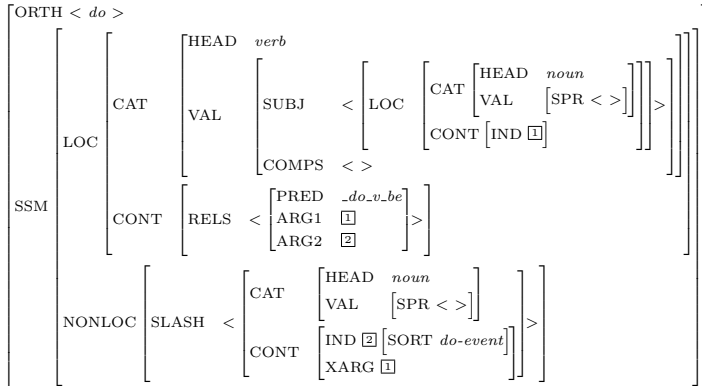 ORTH < do >
HEAD verb
CAT [HEAD noun
VAL [SPR < >]]
SUBJ < [LOC
CONT [IND 1] >
CAT VAL
LOC
COMPS < >
PRED _do_v_be
CONT [RELS < ARG1 1 >]
ARG2 2
SSM
CAT [HEAD noun
VAL [SPR < >]]
NONLOC [SLASH < >]
CONT [IND 2 [SORT do-event]
XARG 1]